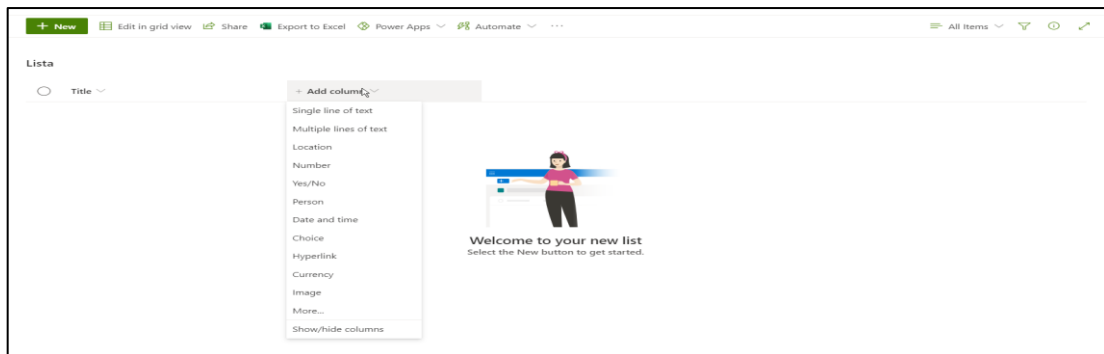 + New Edit in grid view Share Export to Excel Power Apps Automate ... All Items
Lista
Title + Add column
Single line of text
Multiple lines of text
Location
Number
Yes/No
Person
Date and time
Choice
Hyperlink
Currency
Image
More...
Show/hide columns
Welcome to your new list
Select the New button to get started.